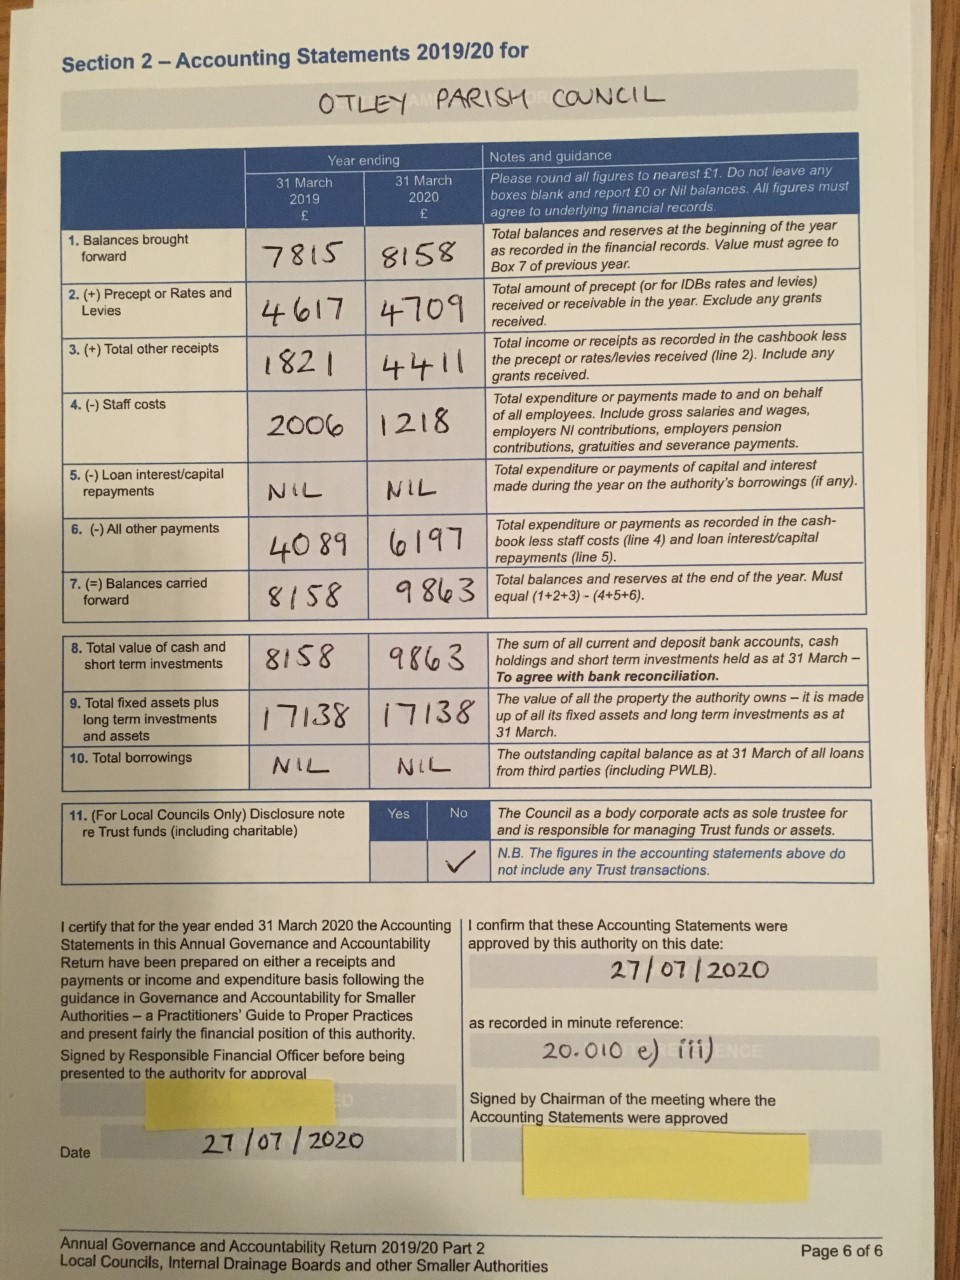 Section 2 – Accounting Statements 2019/20 for
OTLEY PARISH COUNCIL
Year ending
Notes and guidance
31 March
2019
£
31 March
2020
£
Please round all figures to nearest £1. Do not leave any
boxes blank and report £0 or Nil balances. All figures must
agree to underlying financial records.
1. Balances brought
forward
7815
8158
Total balances and reserves at the beginning of the year
as recorded in the financial records. Value must agree to
Box 7 of previous year.
2. (+) Precept or Rates and
Levies
4617
4709
Total amount of precept (or for IDBs rates and levies)
received or receivable in the year. Exclude any grants
received.
3. (+) Total other receipts
1821
4411
Total income or receipts as recorded in the cashbook less
the precept or rates/levies received (line 2). Include any
grants received.
4. (-) Staff costs
2006
1218
Total expenditure or payments made to and on behalf
of all employees. Include gross salaries and wages,
employers NI contributions, employers pension
contributions, gratuities and severance payments.
5. (-) Loan interest/capital
repayments
NIL
NIL
Total expenditure or payments of capital and interest
made during the year on the authority's borrowings (if any).
6. (-) All other payments
4089
6197
Total expenditure or payments as recorded in the cash-
book less staff costs (line 4) and loan interest/capital
repayments (line 5).
7. (=) Balances carried
forward
8158
9863
Total balances and reserves at the end of the year. Must
equal (1+2+3) - (4+5+6).
8. Total value of cash and
short term investments
8158
9863
The sum of all current and deposit bank accounts, cash
holdings and short term investments held as at 31 March –
To agree with bank reconciliation.
9. Total fixed assets plus
long term investments
and assets
17138
17138
The value of all the property the authority owns – it is made
up of all its fixed assets and long term investments as at
31 March.
10. Total borrowings
NIL
NIL
The outstanding capital balance as at 31 March of all loans
from third parties (including PWLB).
11. (For Local Councils Only) Disclosure note
re Trust funds (including charitable)
Yes
No
✓
The Council as a body corporate acts as sole trustee for
and is responsible for managing Trust funds or assets.
N.B. The figures in the accounting statements above do
not include any Trust transactions.
I certify that for the year ended 31 March 2020 the Accounting
Statements in this Annual Governance and Accountability
Return have been prepared on either a receipts and
payments or income and expenditure basis following the
guidance in Governance and Accountability for Smaller
Authorities – a Practitioners' Guide to Proper Practices
and present fairly the financial position of this authority.
Signed by Responsible Financial Officer before being
presented to the authority for approval
Date
27/07/2020
I confirm that these Accounting Statements were
approved by this authority on this date:
27/07/2020
as recorded in minute reference:
20.010 e) iii)
Signed by Chairman of the meeting where the
Accounting Statements were approved
Annual Governance and Accountability Return 2019/20 Part 2
Local Councils, Internal Drainage Boards and other Smaller Authorities
Page 6 of 6